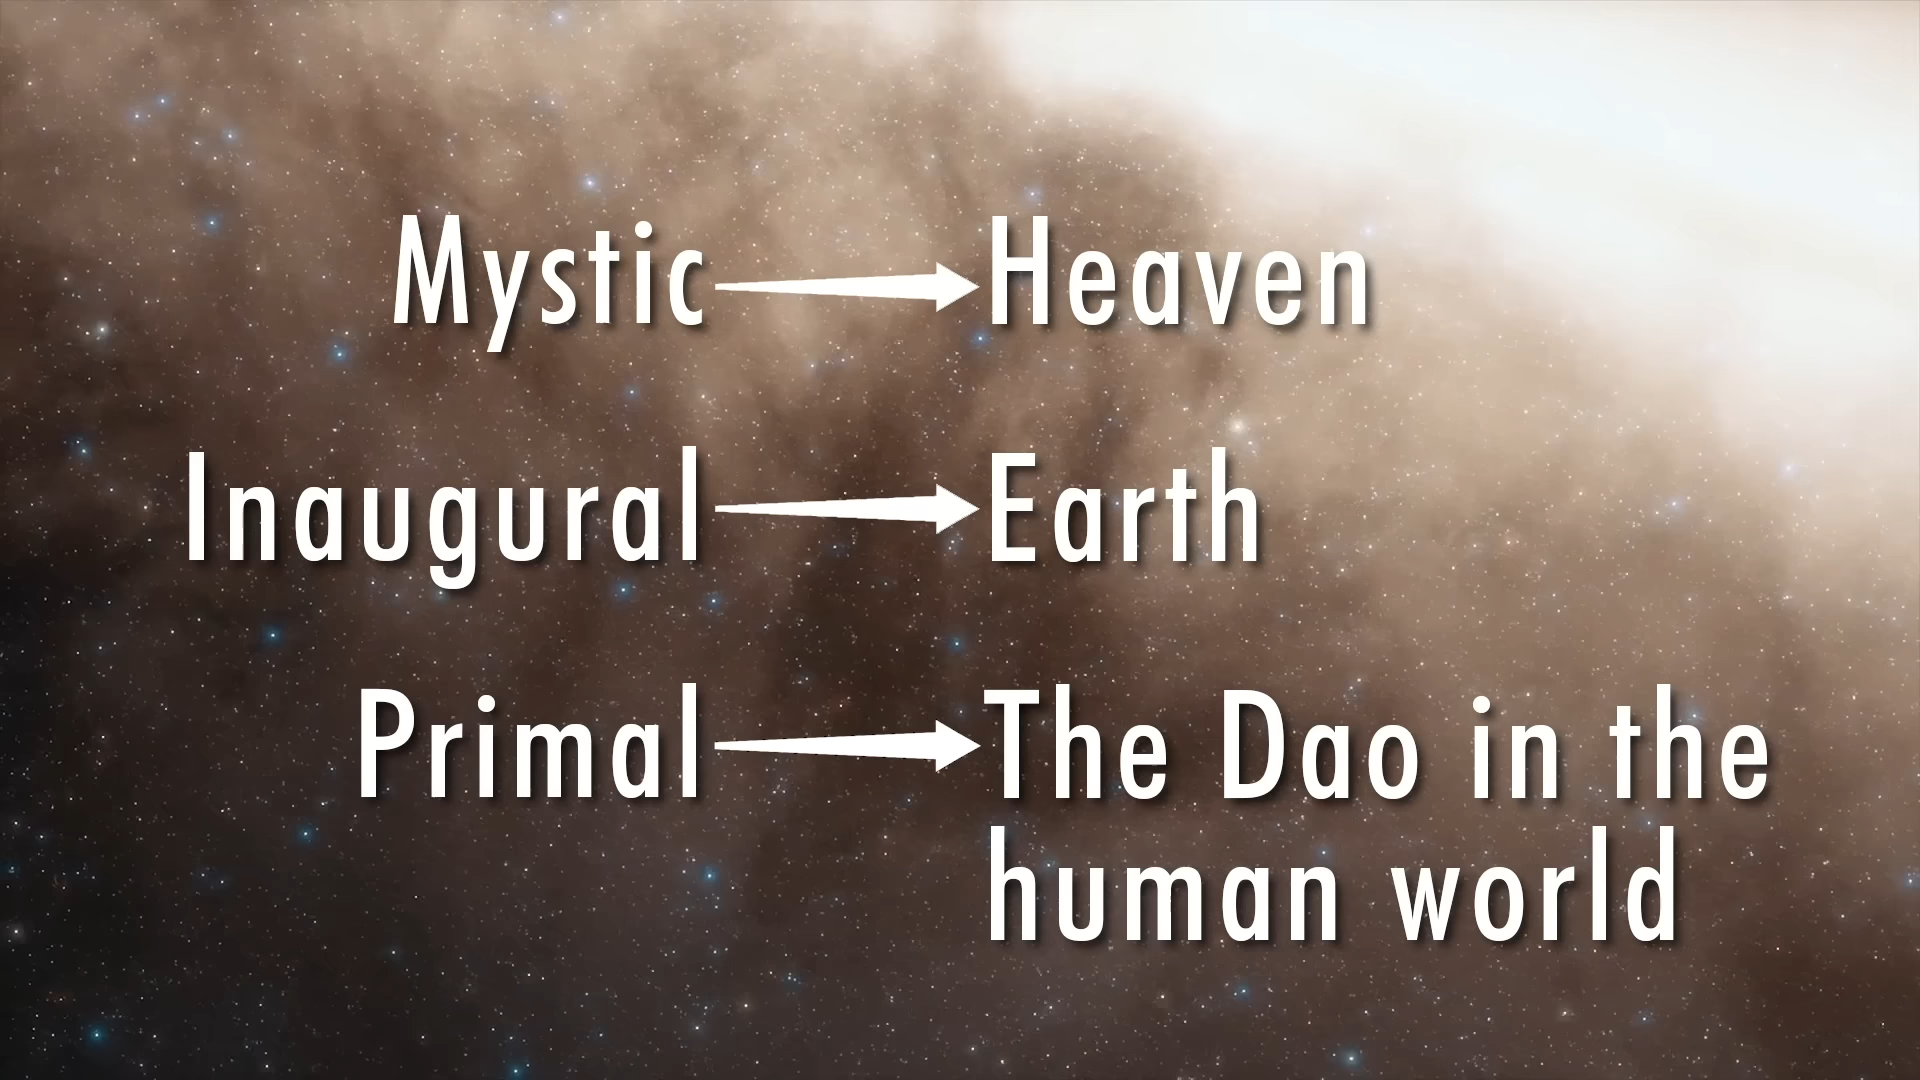 Mystic Heaven
Inaugural Earth
Primal The Dao in the
human world